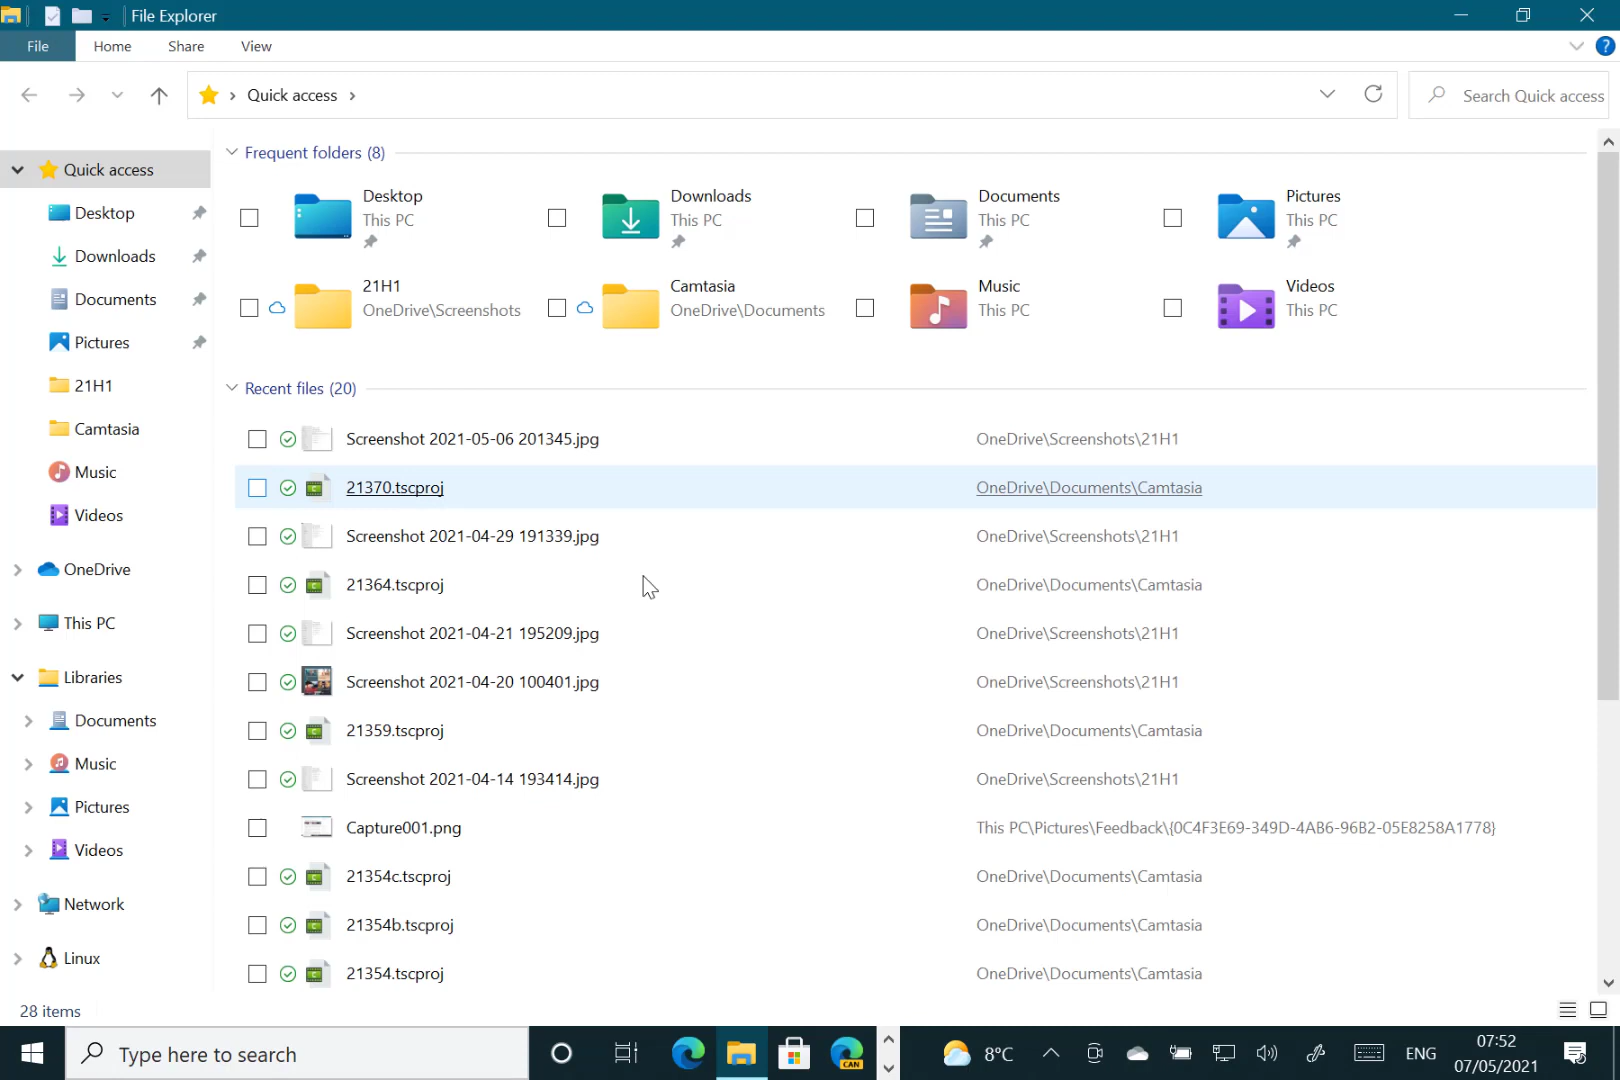 File Explorer
File Home Share View
Quick access
Search Quick access
Quick access
Desktop
Downloads
Documents
Pictures
21H1
Camtasia
Music
Videos
OneDrive
This PC
Libraries
Documents
Music
Pictures
Videos
Network
Linux
Frequent folders (8)
Desktop
This PC
Downloads
This PC
Documents
This PC
Pictures
This PC
21H1
OneDrive\Screenshots
Camtasia
OneDrive\Documents
Music
This PC
Videos
This PC
Recent files (20)
Screenshot 2021-05-06 201345.jpg OneDrive\Screenshots\21H1
21370.tscproj OneDrive\Documents\Camtasia
Screenshot 2021-04-29 191339.jpg OneDrive\Screenshots\21H1
21364.tscproj OneDrive\Documents\Camtasia
Screenshot 2021-04-21 195209.jpg OneDrive\Screenshots\21H1
Screenshot 2021-04-20 100401.jpg OneDrive\Screenshots\21H1
21359.tscproj OneDrive\Documents\Camtasia
Screenshot 2021-04-14 193414.jpg OneDrive\Screenshots\21H1
Capture001.png This PC\Pictures\Feedback\{0C4F3E69-349D-4AB6-96B2-05E8258A1778}
21354c.tscproj OneDrive\Documents\Camtasia
21354b.tscproj OneDrive\Documents\Camtasia
21354.tscproj OneDrive\Documents\Camtasia
28 items
Type here to search
CAN
8°C
ENG
07:52
07/05/2021